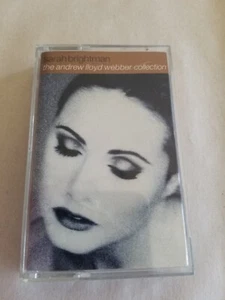 sarah brightman
the andrew lloyd webber collection